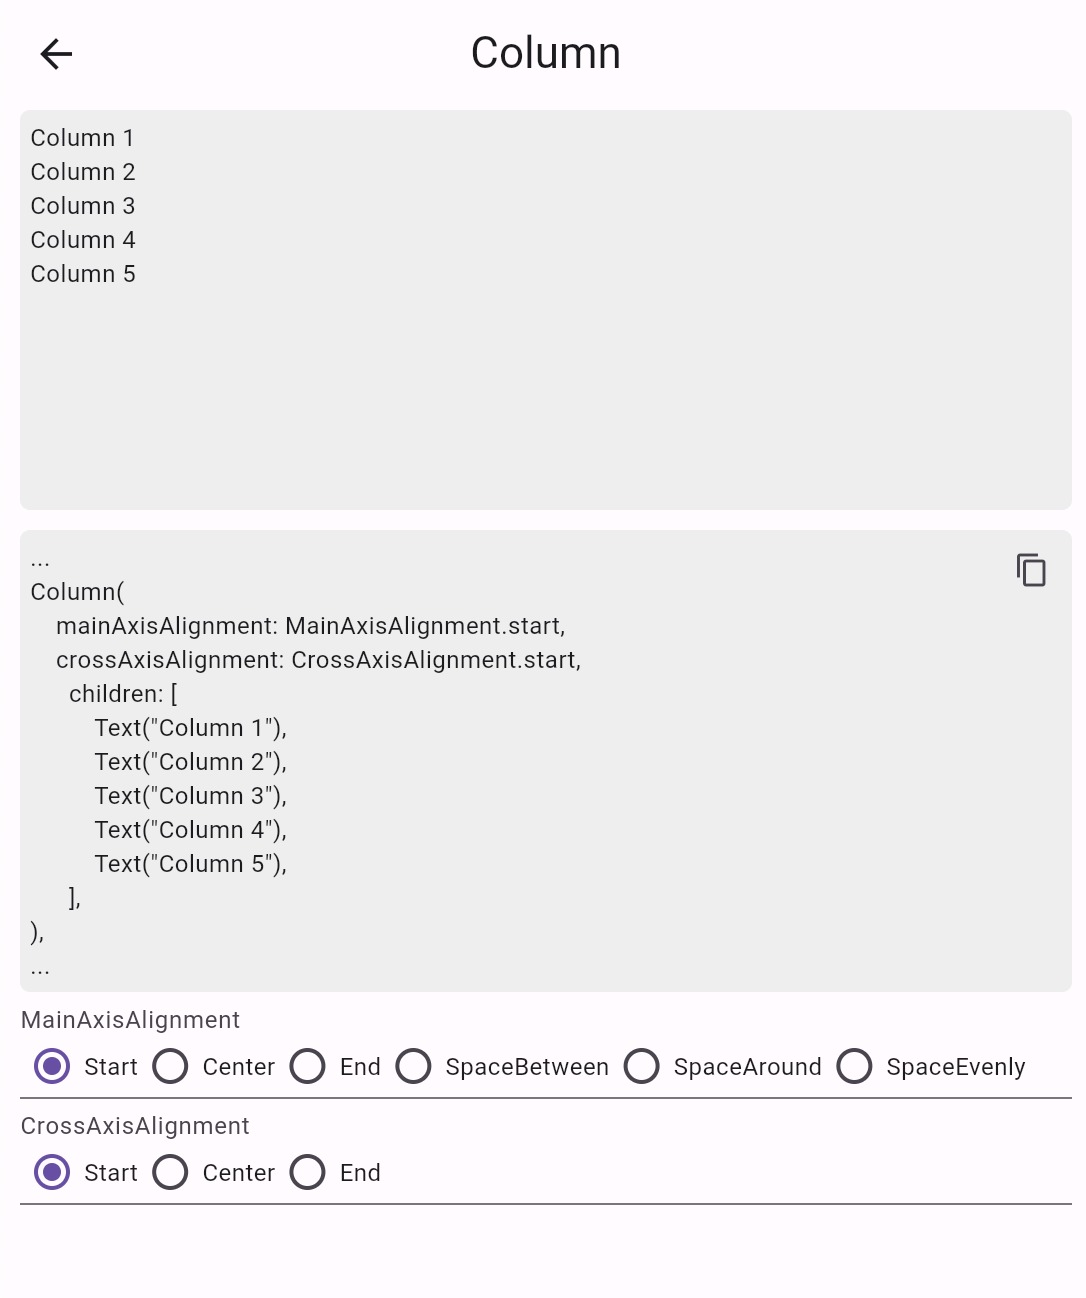 Column
Column 1
Column 2
Column 3
Column 4
Column 5
...
Column(
    mainAxisAlignment: MainAxisAlignment.start,
    crossAxisAlignment: CrossAxisAlignment.start,
      children: [
          Text("Column 1"),
          Text("Column 2"),
          Text("Column 3"),
          Text("Column 4"),
          Text("Column 5"),
      ],
),
...
MainAxisAlignment
Start Center End SpaceBetween SpaceAround SpaceEvenly
CrossAxisAlignment
Start Center End